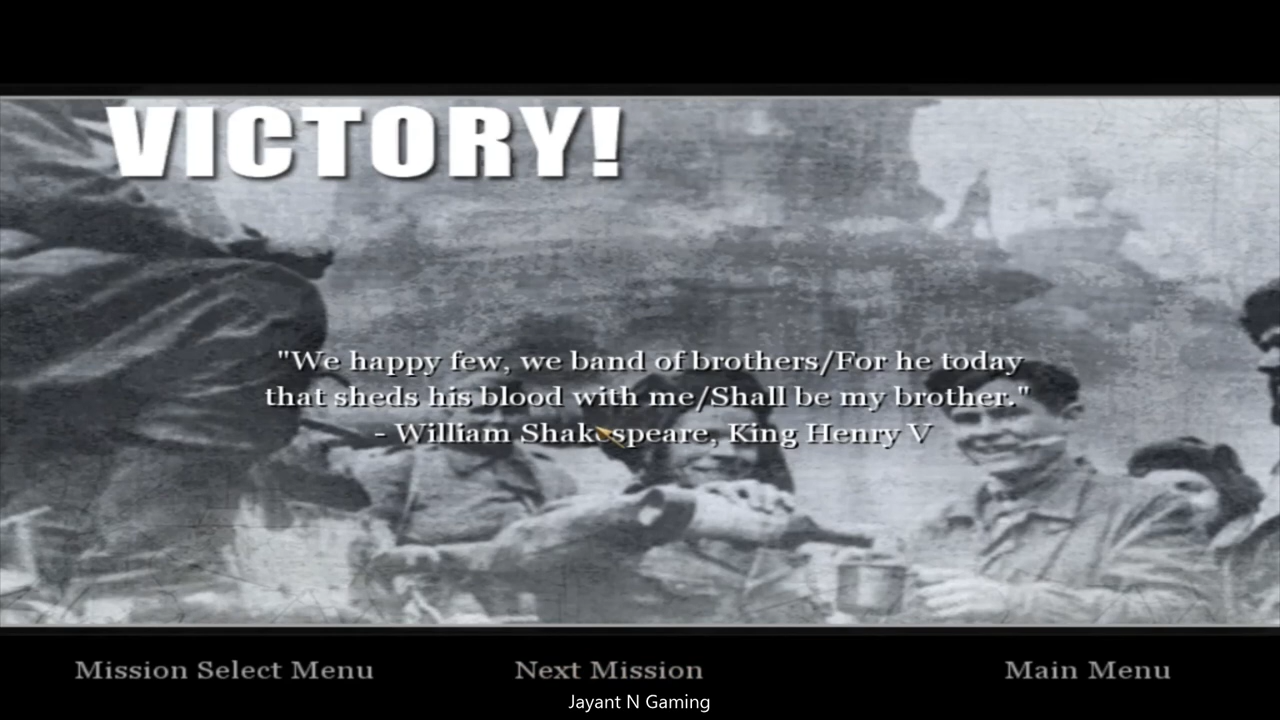 VICTORY!
"We happy few, we band of brothers/For he today
that sheds his blood with me/Shall be my brother."
- William Shakespeare, King Henry V
Mission Select Menu
Next Mission
Main Menu
Jayant N Gaming